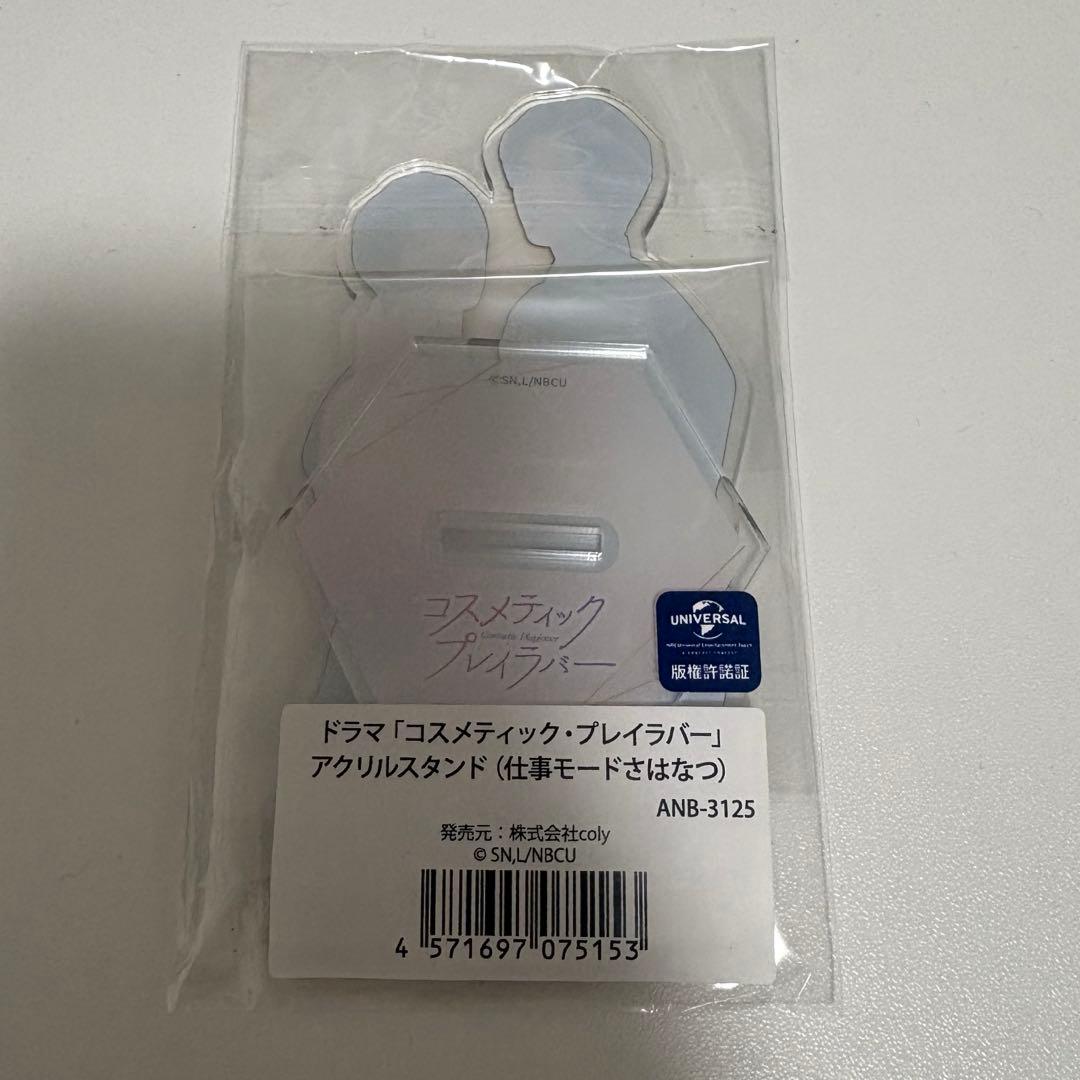 ©SN,L/NBCU
コスメティック
Cosmetic Playlover
プレイラバー
UNIVERSAL
版権許諾証
ドラマ「コスメティック・プレイラバー」
アクリルスタンド（仕事モードさはなつ）
ANB-3125
発売元：株式会社coly
© SN,L/NBCU
4 571697 075153